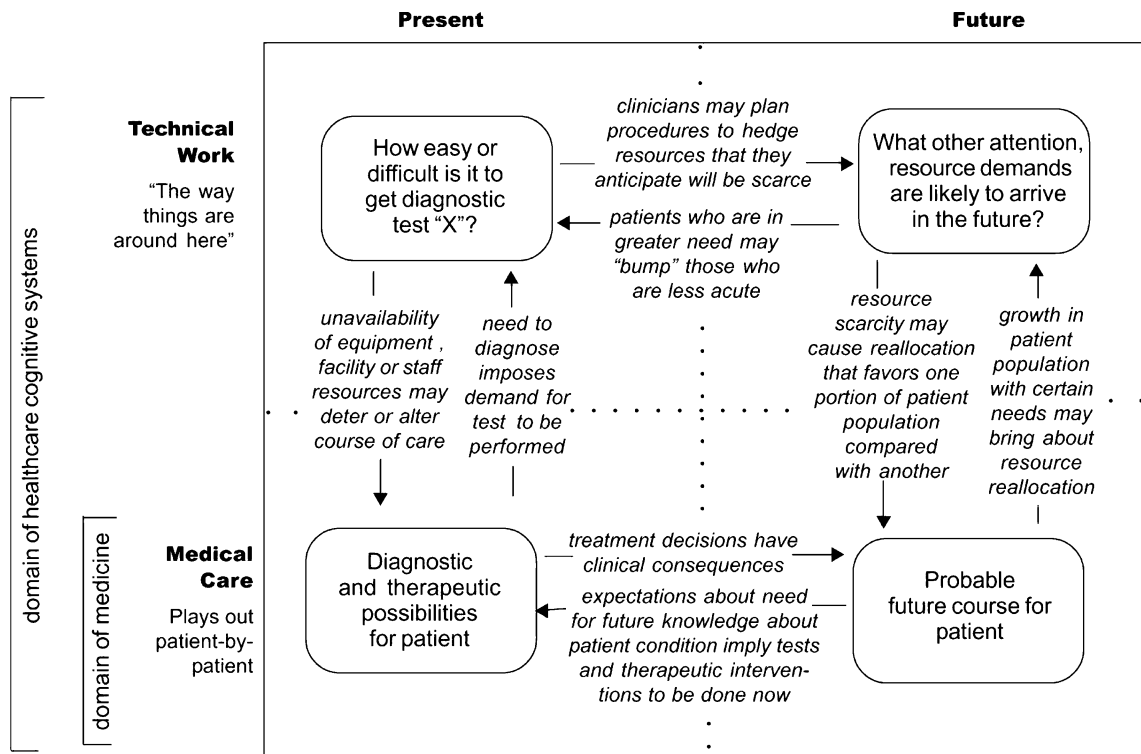 Present
Future
domain of healthcare cognitive systems
Technical
Work
“The way
things are
around here”
How easy or
difficult is it to
get diagnostic
test “X”?
clinicians may plan
procedures to hedge
resources that they
anticipate will be scarce
patients who are in
greater need may
“bump” those who
are less acute
What other attention,
resource demands
are likely to arrive
in the future?
unavailability
of equipment ,
facility or staff
resources may
deter or alter
course of care
need to
diagnose
imposes
demand for
test to be
performed
resource
scarcity may
cause reallocation
that favors one
portion of patient
population
compared
with another
growth in
patient
population
with certain
needs may
bring about
resource
reallocation
domain of medicine
Medical
Care
Plays out
patient-by-
patient
Diagnostic
and therapeutic
possibilities
for patient
treatment decisions have
clinical consequences
expectations about need
for future knowledge about
patient condition imply tests
and therapeutic interven-
tions to be done now
Probable
future course for
patient